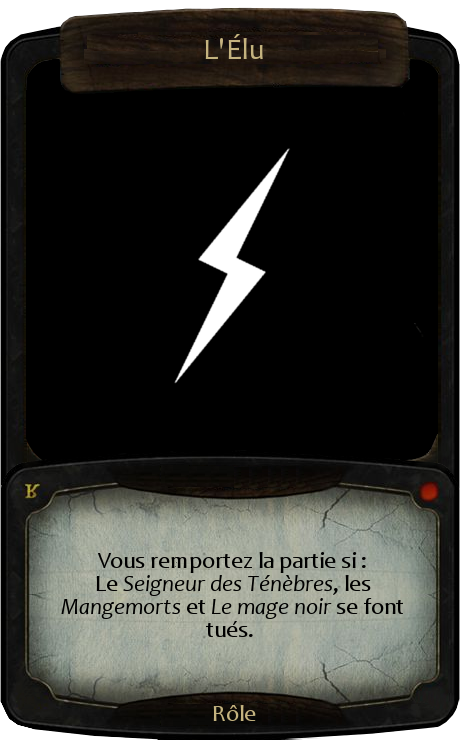 L'Élu
Vous remportez la partie si :
Le Seigneur des Ténèbres, les
Mangemorts et Le mage noir se font
tués.
Rôle